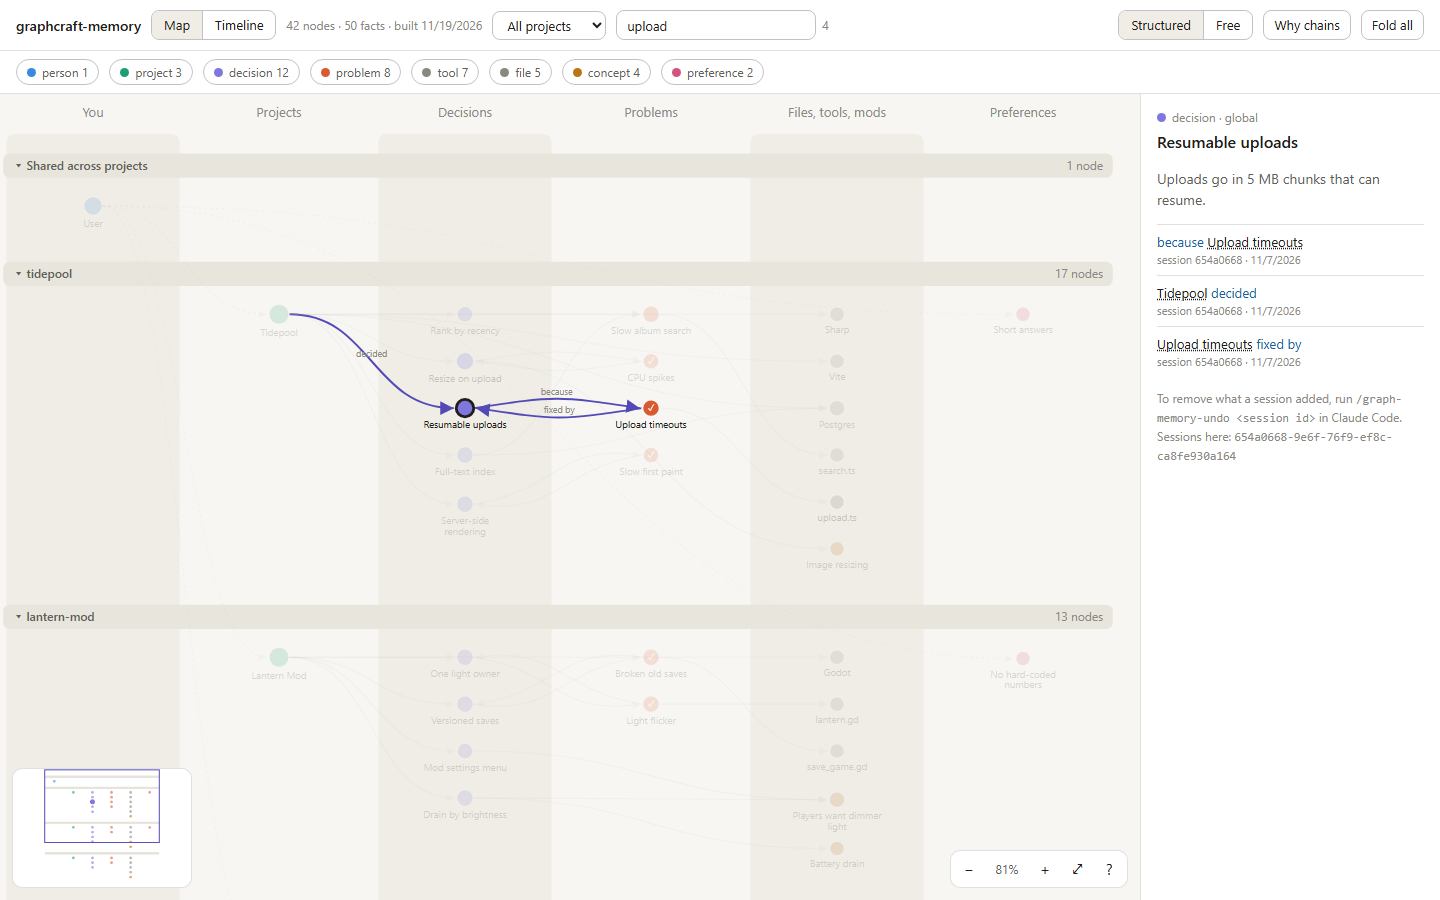 graphcraft-memory Map Timeline 42 nodes · 50 facts · built 11/19/2026 All projects upload 4 Structured Free Why chains Fold all
person 1 project 3 decision 12 problem 8 tool 7 file 5 concept 4 preference 2
You Projects Decisions Problems Files, tools, mods Preferences
Shared across projects 1 node
User
tidepool 17 nodes
Tidepool
decided
Rank by recency
Resize on upload
Resumable uploads
Full-text index
Server-side
rendering
because
fixed by
Slow album search
CPU spikes
Upload timeouts
Slow first paint
Sharp
Vite
Postgres
search.ts
upload.ts
Image resizing
Short answers
lantern-mod 13 nodes
Lantern Mod
One light owner
Versioned saves
Mod settings menu
Drain by brightness
Broken old saves
Light flicker
Godot
lantern.gd
save_game.gd
Players want dimmer
light
Battery drain
No hard-coded
numbers
− 81% + ?
decision · global
Resumable uploads
Uploads go in 5 MB chunks that can
resume.
because Upload timeouts
session 654a0668 · 11/7/2026
Tidepool decided
session 654a0668 · 11/7/2026
Upload timeouts fixed by
session 654a0668 · 11/7/2026
To remove what a session added, run /graph-
memory-undo <session id> in Claude Code.
Sessions here: 654a0668-9e6f-76f9-ef8c-
ca8fe930a164